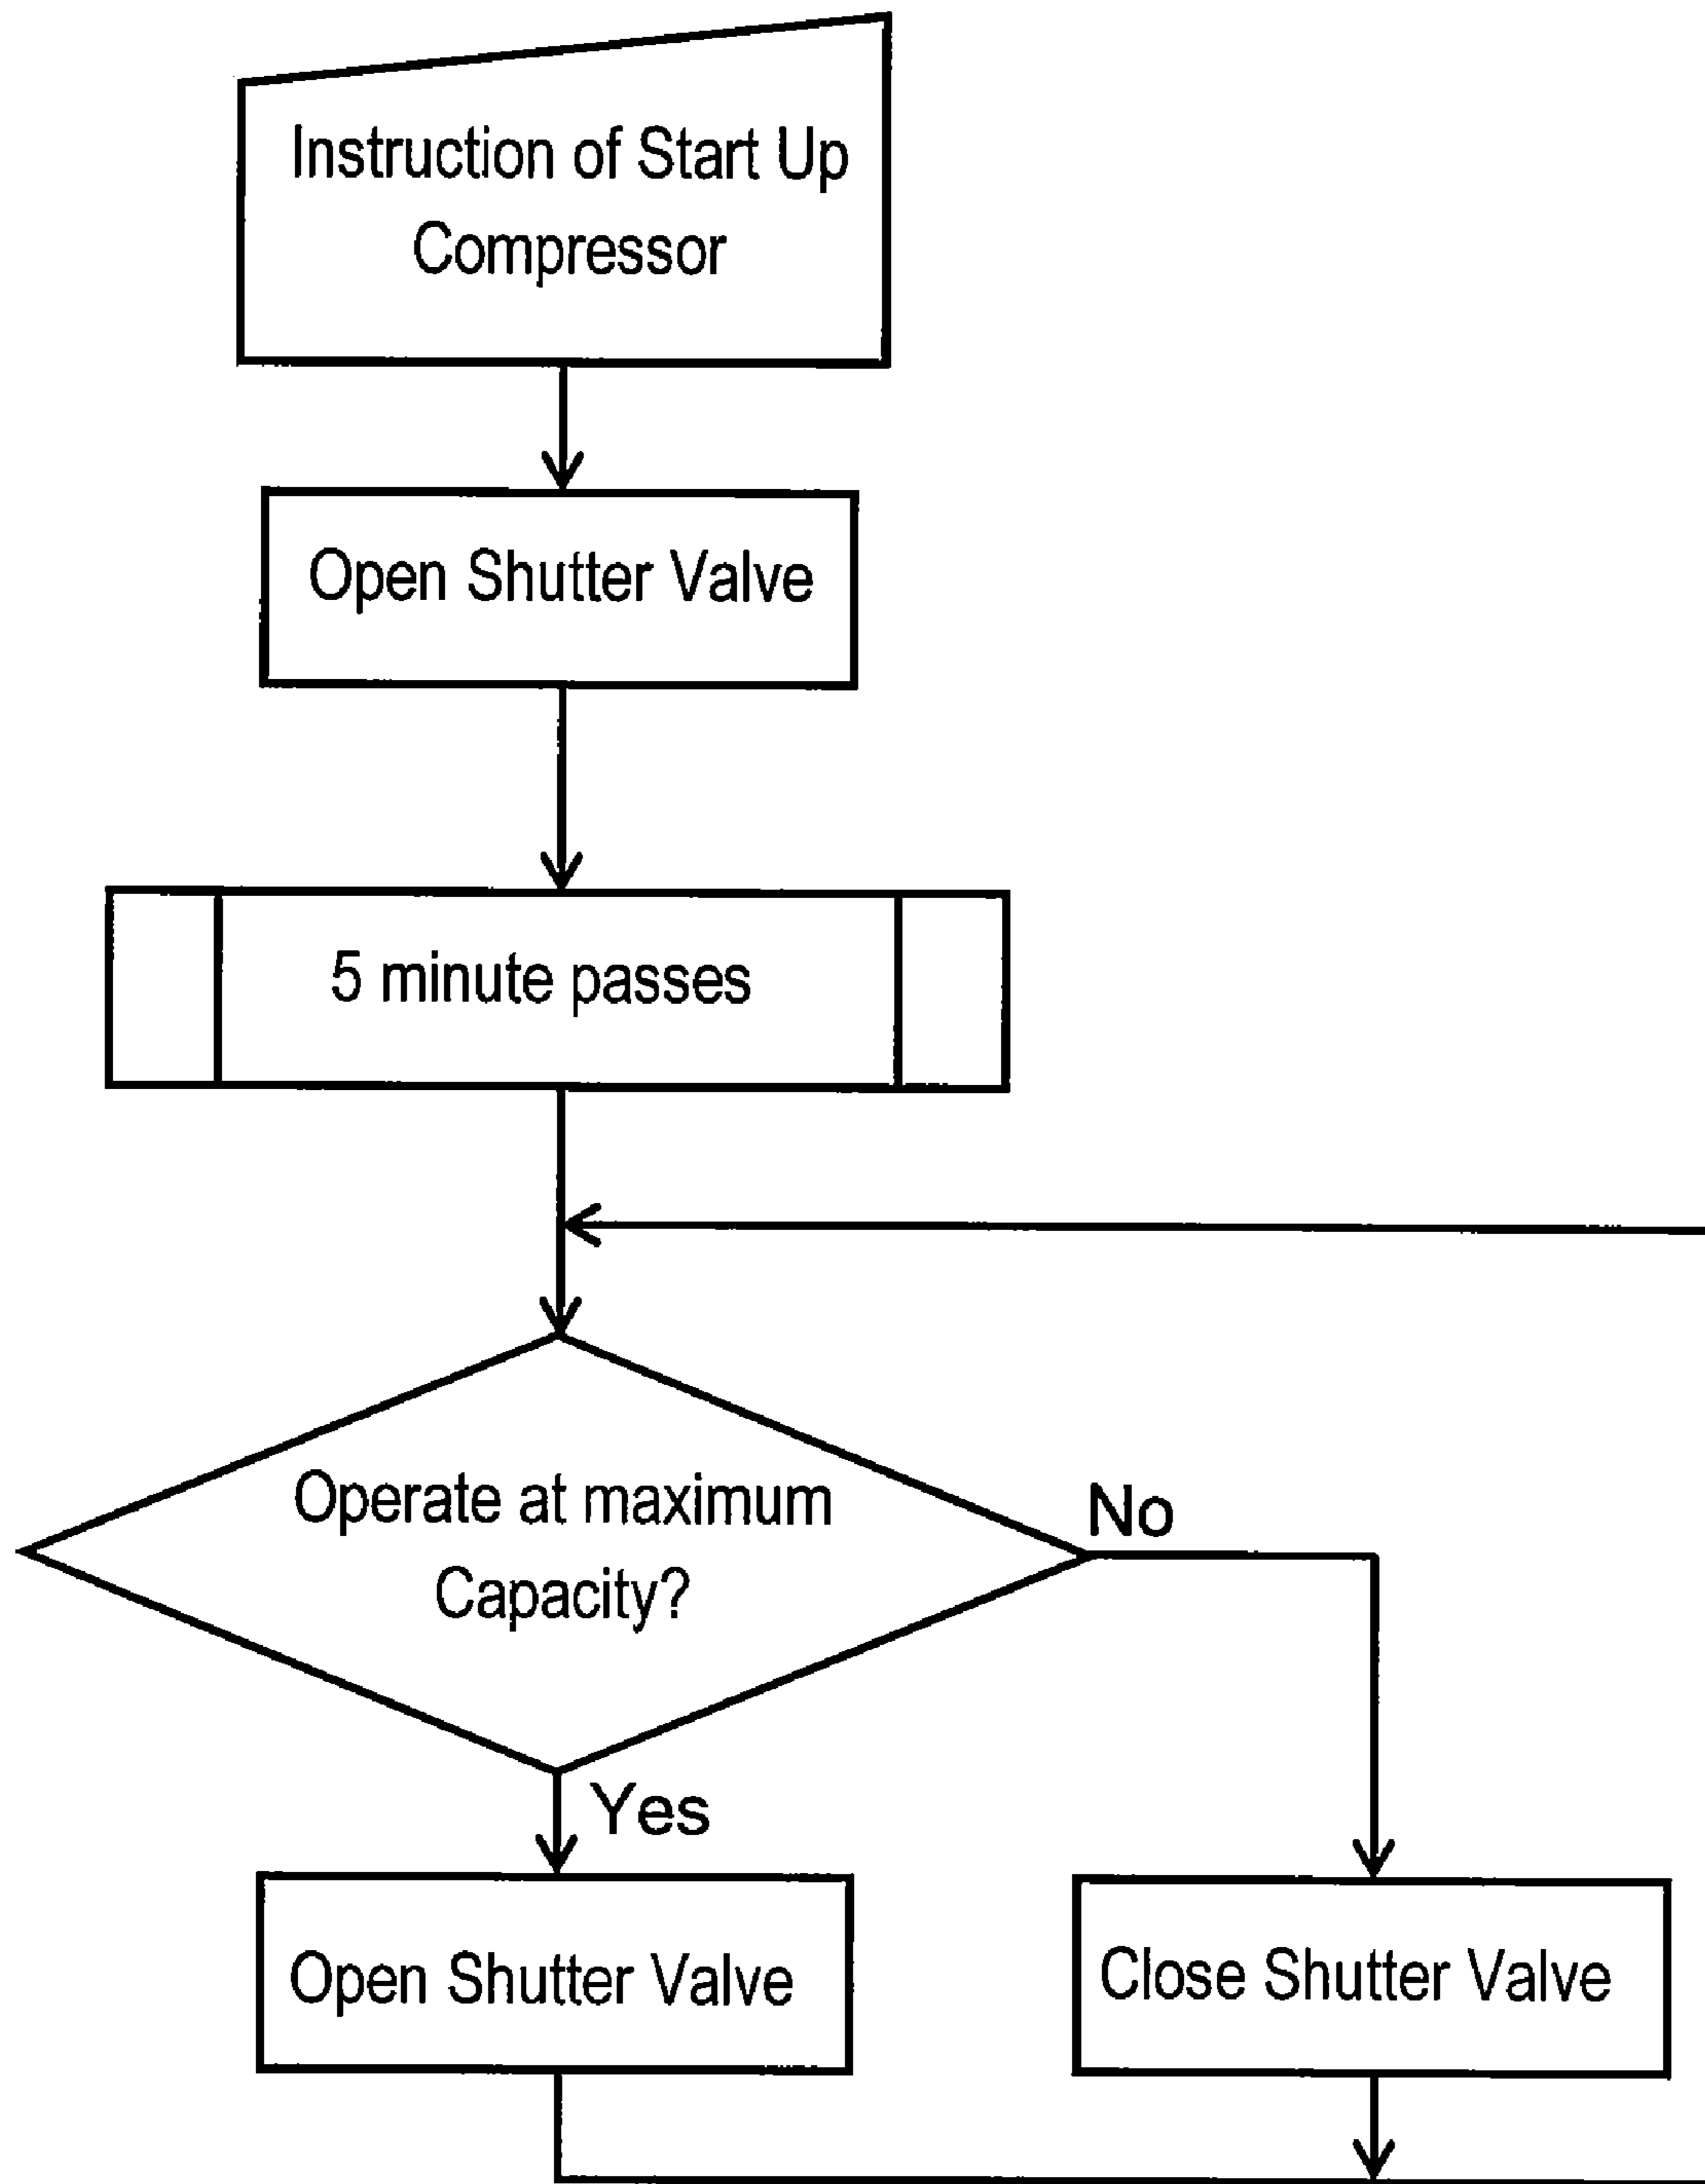 Instruction of Start Up
Compressor
Open Shutter Valve
5 minute passes
Operate at maximum
Capacity?
No
Yes
Open Shutter Valve
Close Shutter Valve